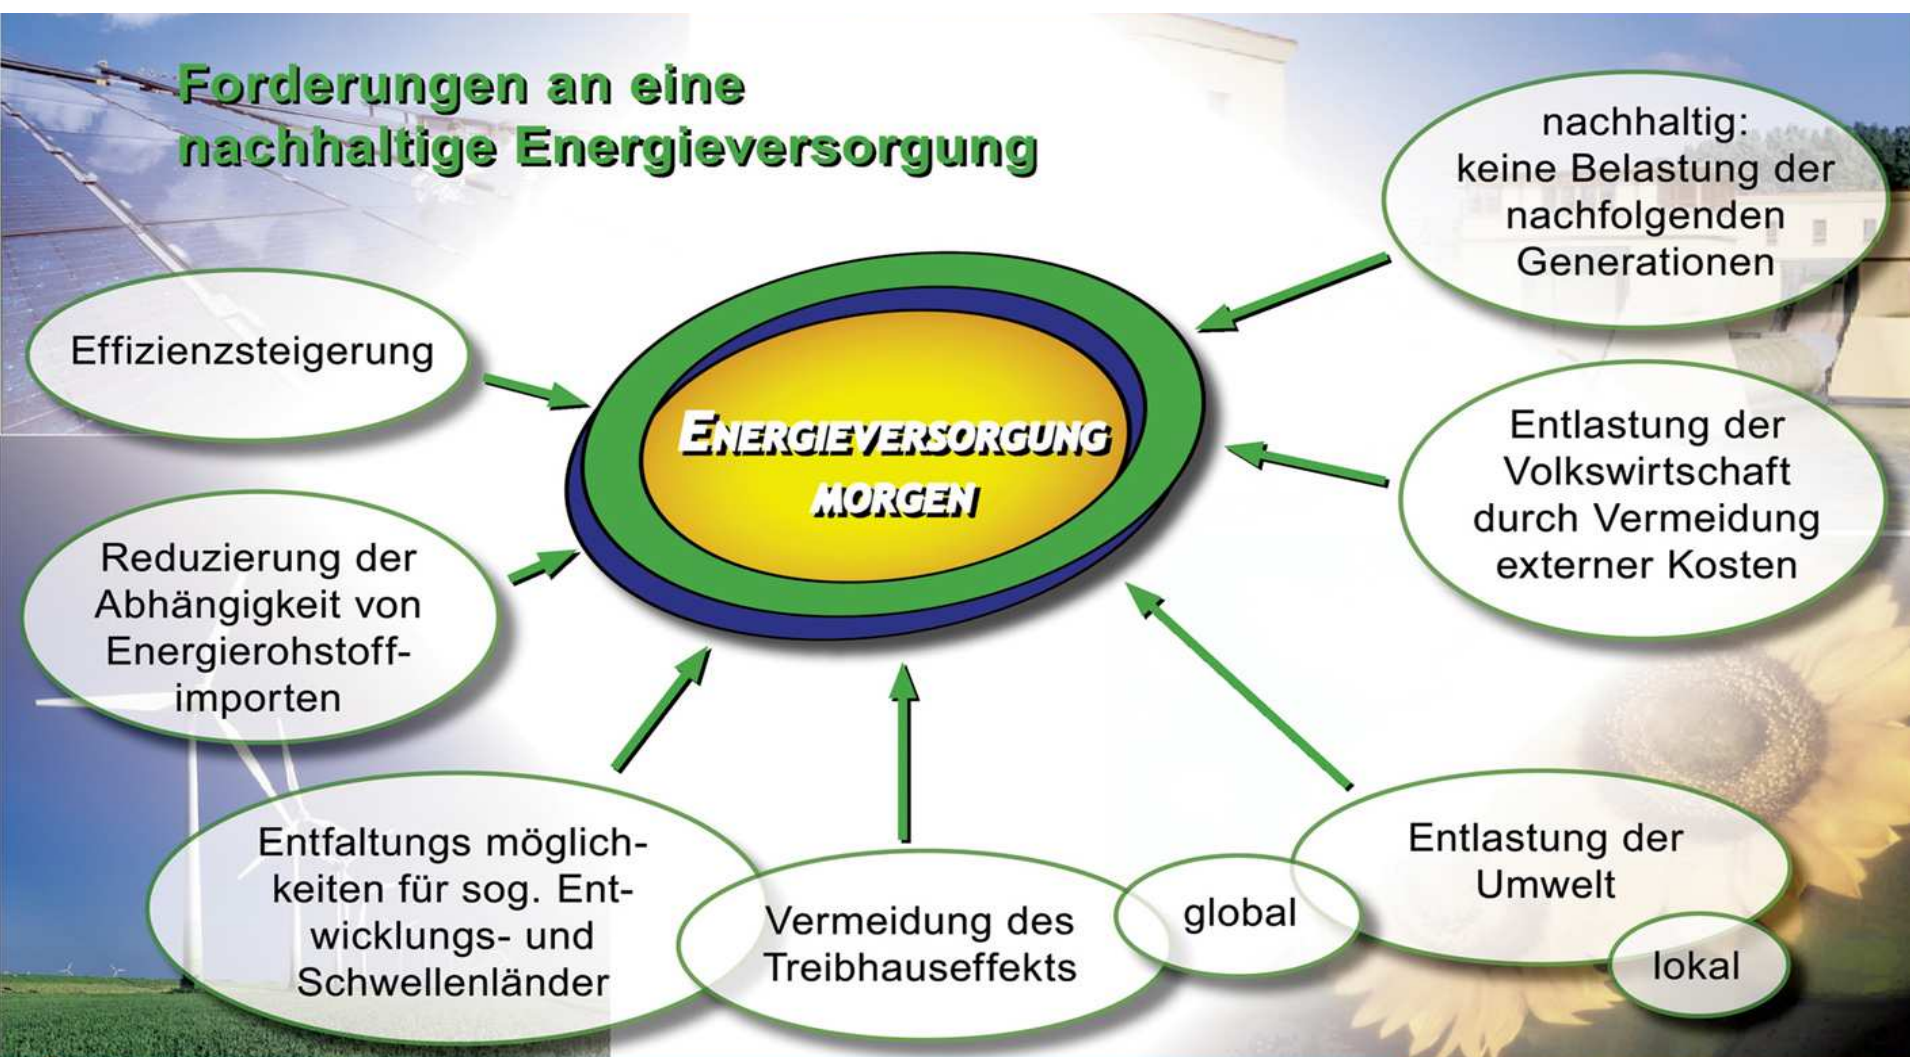 Forderungen an eine
nachhaltige Energieversorgung
nachhaltig:
keine Belastung der
nachfolgenden
Generationen
Effizienzsteigerung
ENERGIEVERSORGUNG
MORGEN
Entlastung der
Volkswirtschaft
durch Vermeidung
externer Kosten
Reduzierung der
Abhängigkeit von
Energierohstoff-
importen
Entfaltungs möglich-
keiten für sog. Ent-
wicklungs- und
Schwellenländer
Vermeidung des
Treibhauseffekts
global
Entlastung der
Umwelt
lokal